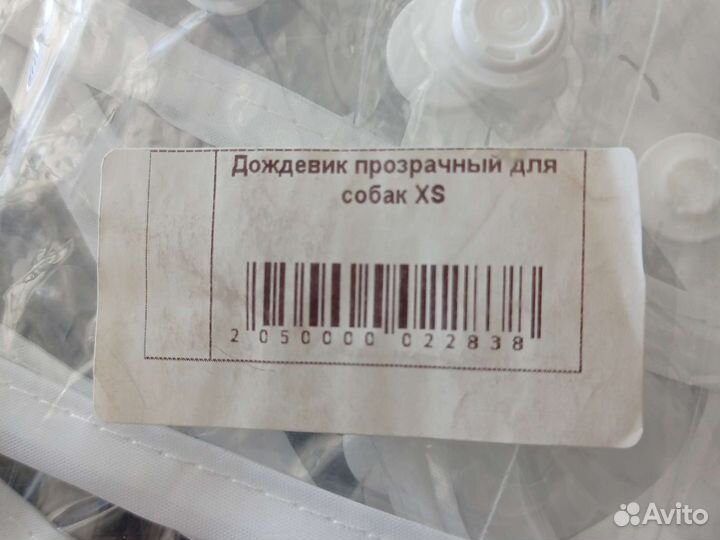 Дождевик прозрачный для
собак XS
2 050000 022838
Avito